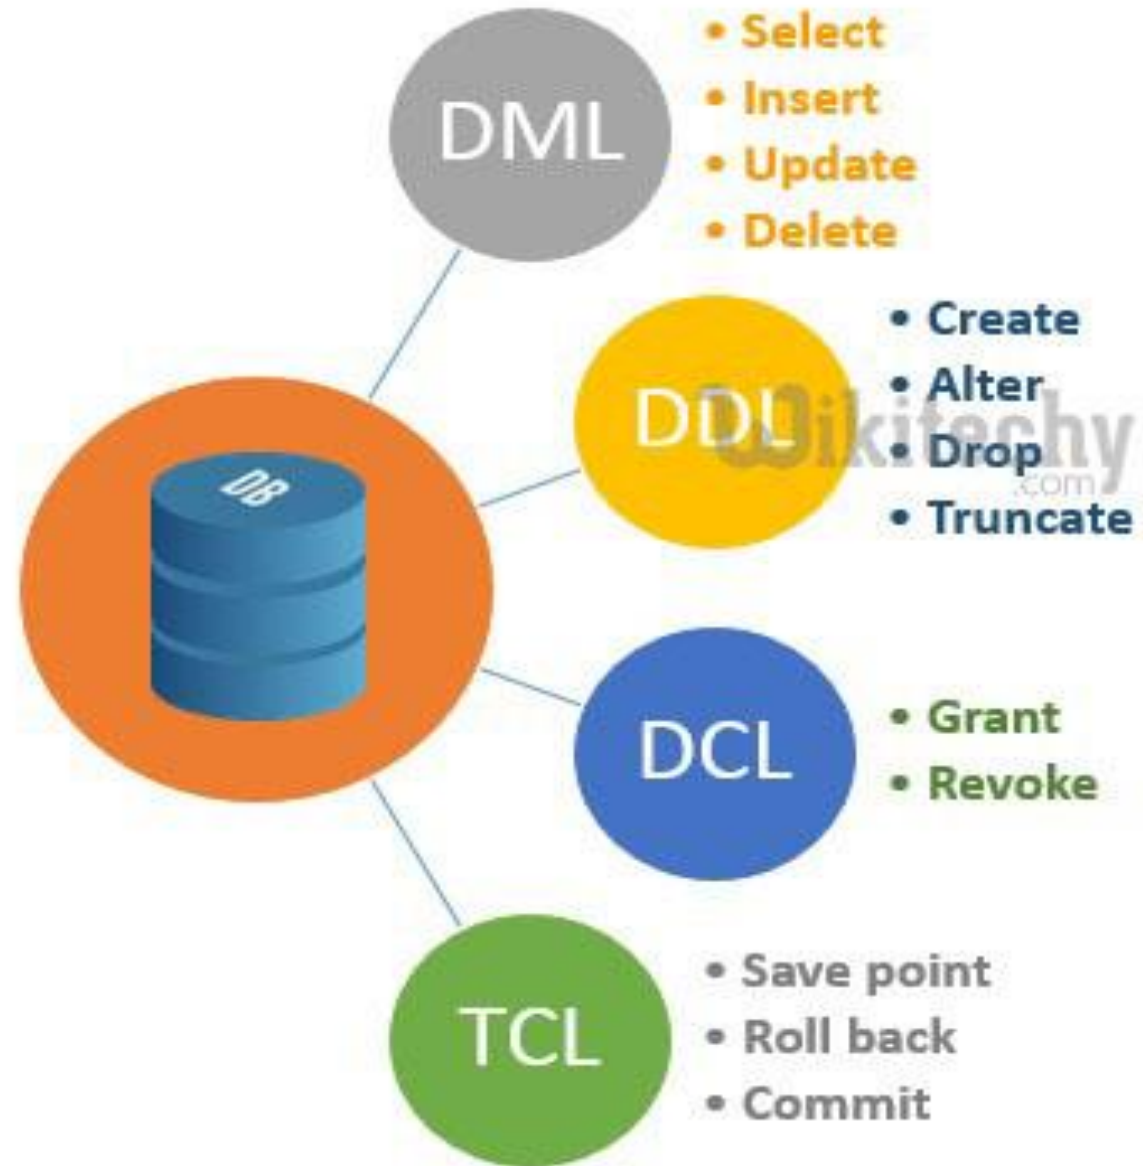 DML
• Select
• Insert
• Update
• Delete
DDL
• Create
• Alter
• Drop
• Truncate
Wikitechy
.com
DB
DCL
• Grant
• Revoke
TCL
• Save point
• Roll back
• Commit